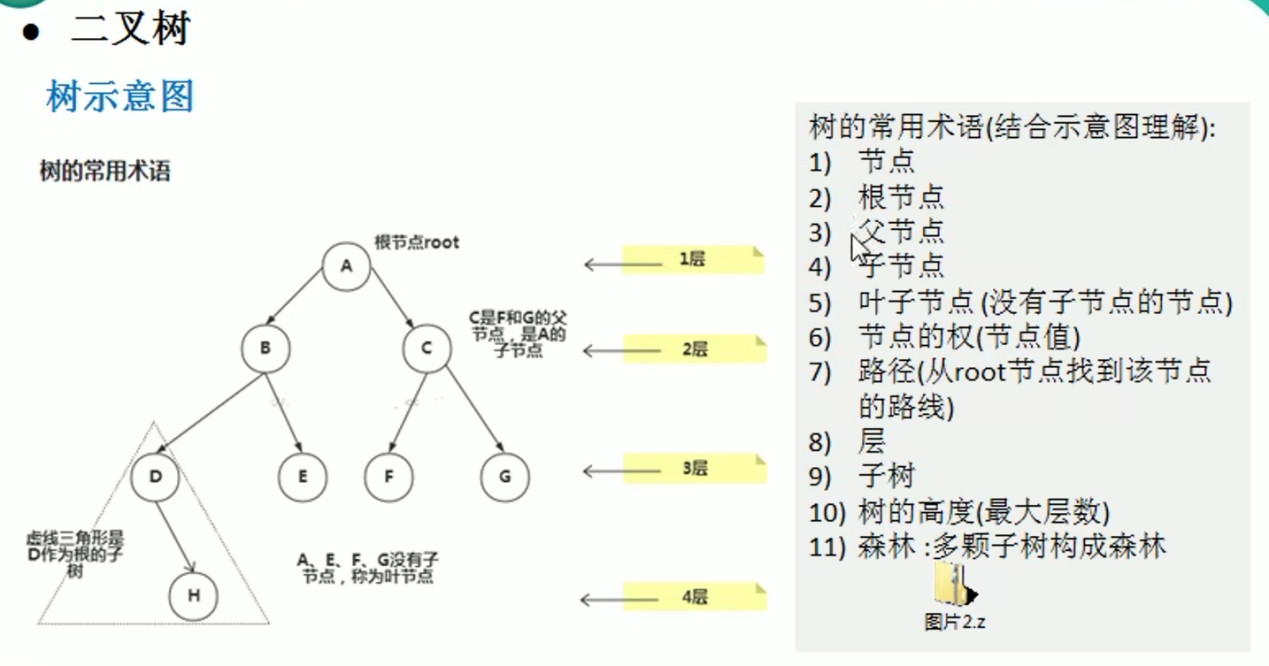 二叉树
树示意图
树的常用术语
根节点root
A
1层
C是F和G的父
节点，是A的
子节点
B
C
2层
D
E
F
G
3层
虚线三角形是
D作为根的子
树
A、E、F、G没有子
节点，称为叶节点
H
4层
树的常用术语(结合示意图理解):
1) 节点
2) 根节点
3) 父节点
4) 子节点
5) 叶子节点 (没有子节点的节点)
6) 节点的权(节点值)
7) 路径(从root节点找到该节点
的路线)
8) 层
9) 子树
10) 树的高度(最大层数)
11) 森林 :多颗子树构成森林
图片2.z